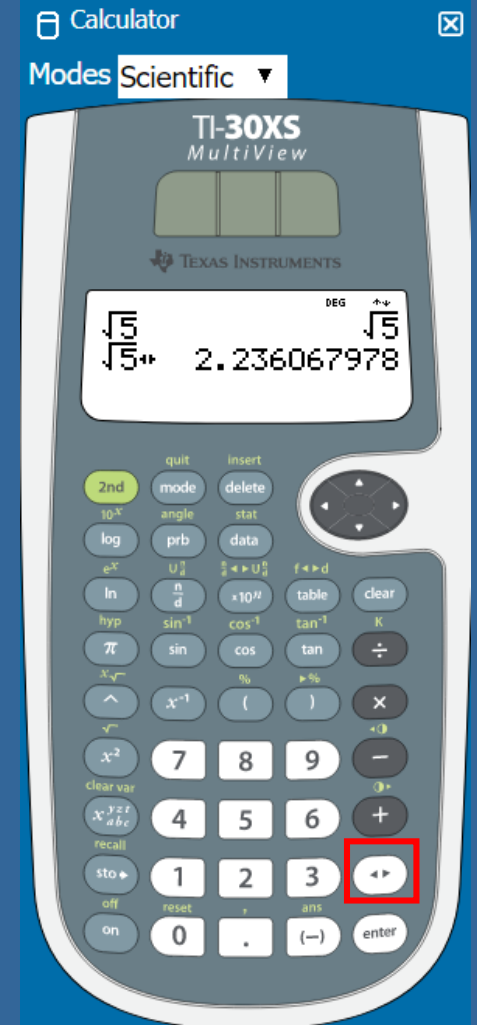 Calculator
Modes Scientific ▼
TI-30XS
MultiView
TEXAS INSTRUMENTS
DEG
√5 √5
√5◂▸ 2.236067978
quit insert
2nd mode delete
10ˣ angle stat
log prb data
eˣ U n/d n/d◂▸U n/d f◂▸d
ln n/d ×10ⁿ table clear
hyp sin⁻¹ cos⁻¹ tan⁻¹ K
π sin cos tan ÷
ˣ√ % ▸%
^ x⁻¹ ( ) ×
√ ◂◑
x² 7 8 9 −
clear var ◑▸
x yzt abc 4 5 6 +
recall
sto▸ 1 2 3 ◂▸
off reset , ans
on 0 . (−) enter